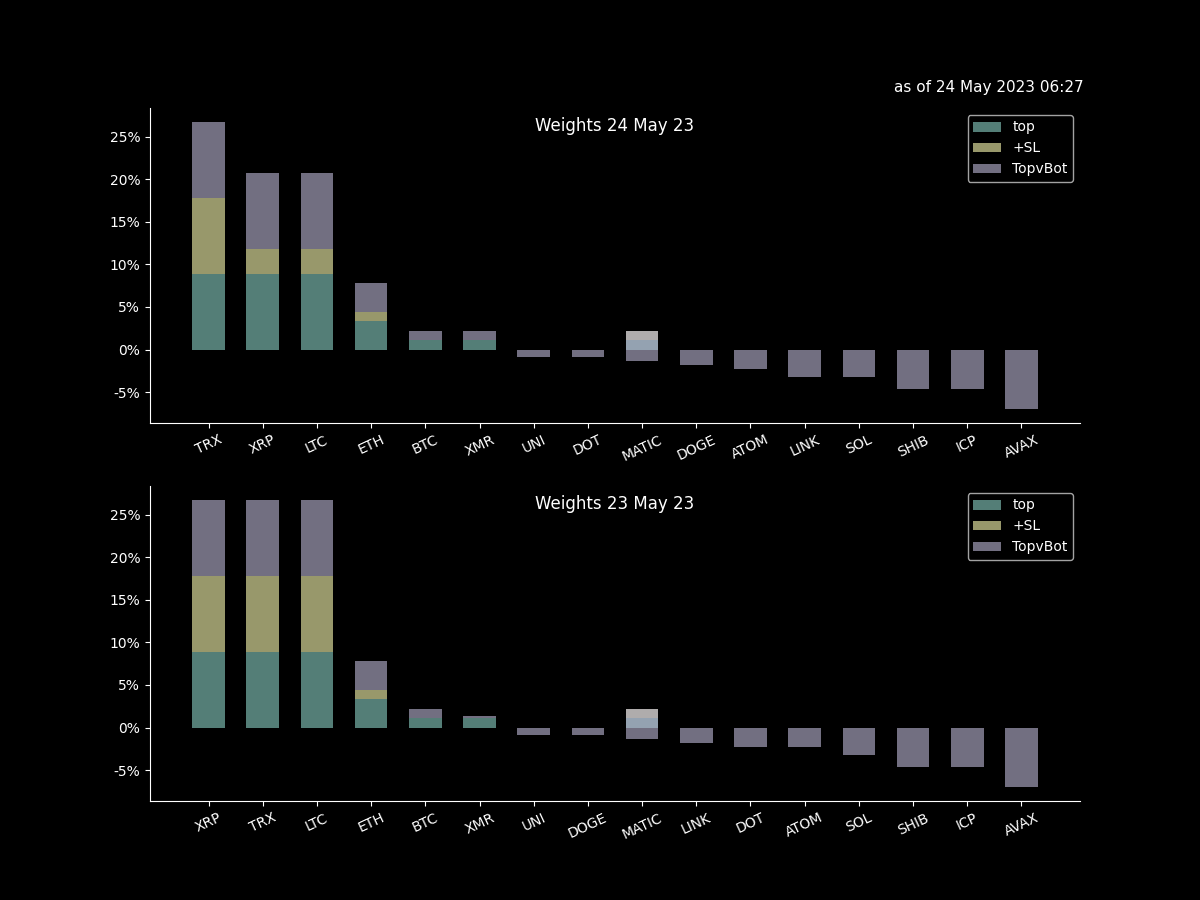 as of 24 May 2023 06:27
Weights 24 May 23
top
+SL
TopvBot
25%
20%
15%
10%
5%
0%
-5%
TRX XRP LTC ETH BTC XMR UNI DOT MATIC DOGE ATOM LINK SOL SHIB ICP AVAX
Weights 23 May 23
top
+SL
TopvBot
25%
20%
15%
10%
5%
0%
-5%
XRP TRX LTC ETH BTC XMR UNI DOGE MATIC LINK DOT ATOM SOL SHIB ICP AVAX